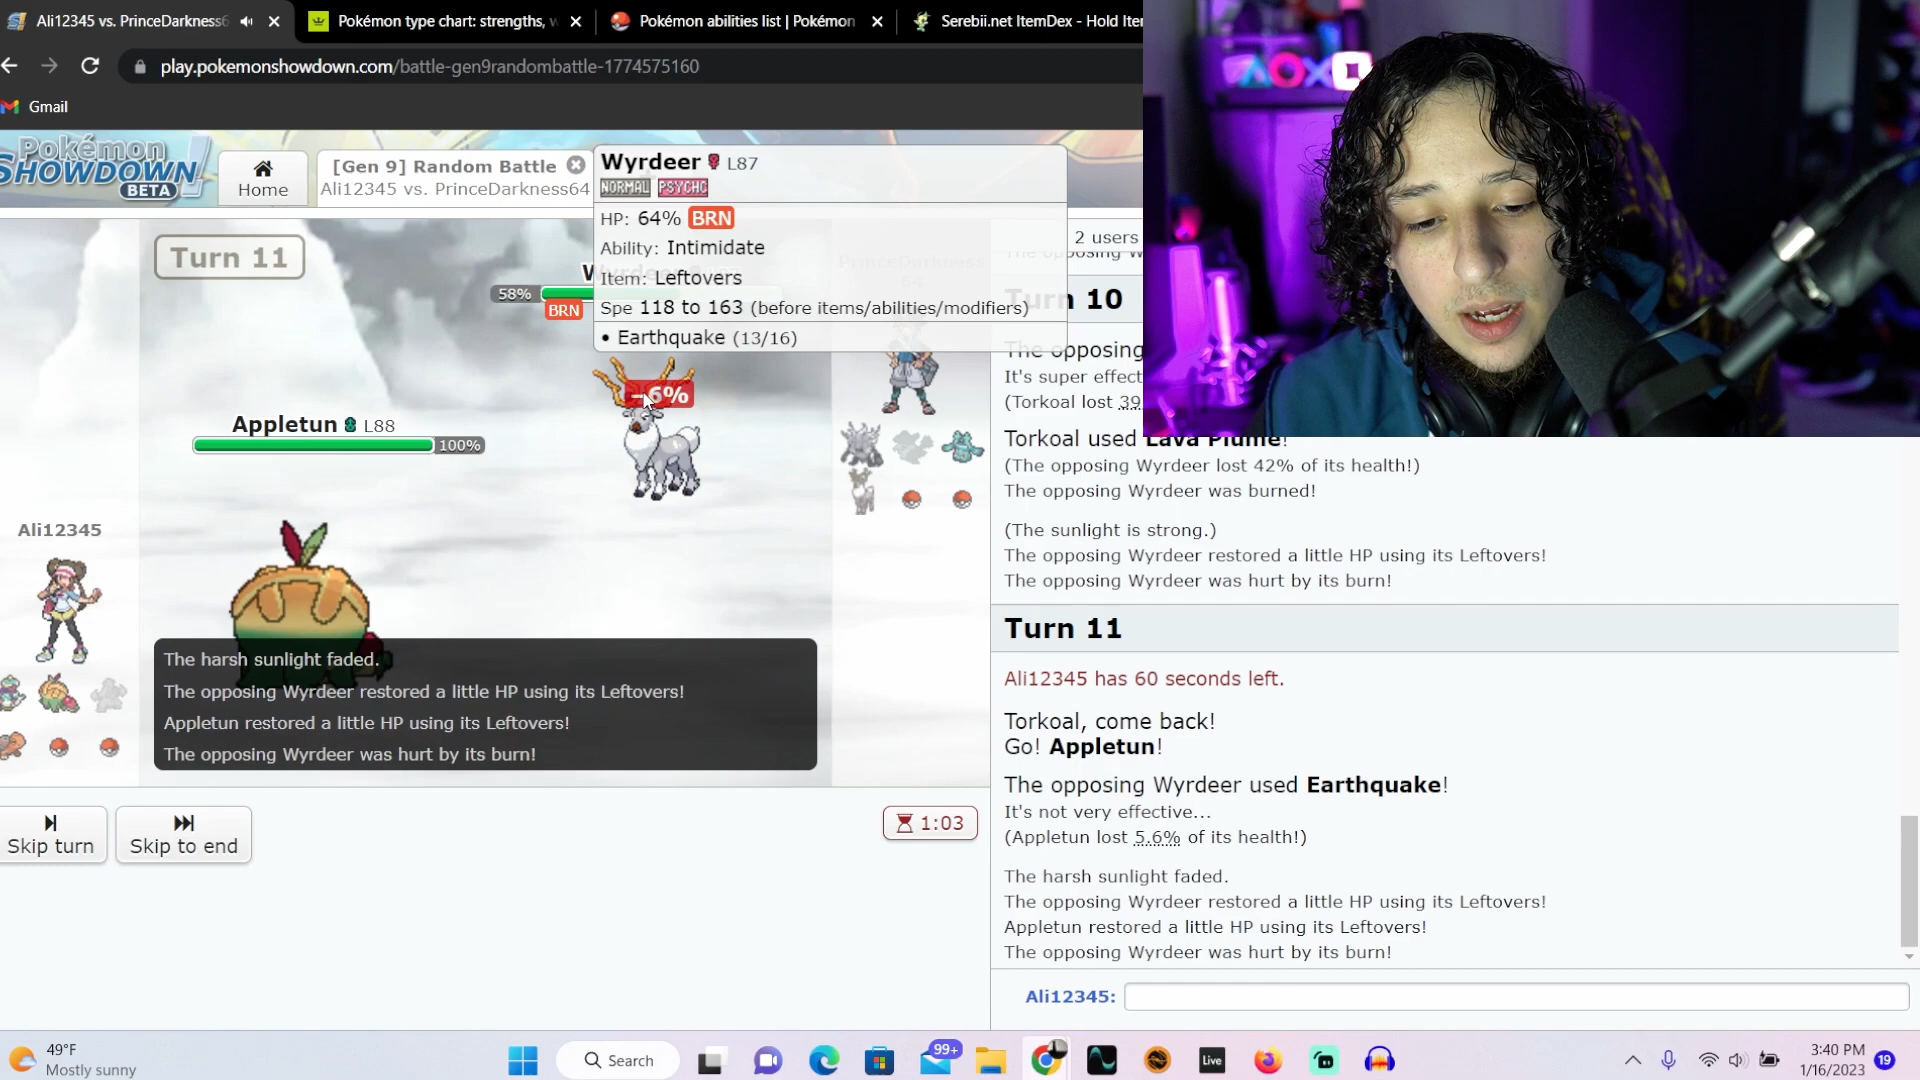 Ali12345 vs. PrinceDarkness6
Pokémon type chart: strengths, w
Pokémon abilities list | Pokémon
Serebii.net ItemDex - Hold Iten
play.pokemonshowdown.com/battle-gen9randombattle-1774575160
Gmail
Pokémon
SHOWDOWN!
BETA
Home
[Gen 9] Random Battle
Ali12345 vs. PrinceDarkness64
Wyrdeer L87
NORMAL PSYCHC
HP: 64% BRN
Ability: Intimidate
Item: Leftovers
Spe 118 to 163 (before items/abilities/modifiers)
• Earthquake (13/16)
Turn 11
58%
BRN
-6%
Appletun L88
100%
Ali12345
The harsh sunlight faded.
The opposing Wyrdeer restored a little HP using its Leftovers!
Appletun restored a little HP using its Leftovers!
The opposing Wyrdeer was hurt by its burn!
Skip turn
Skip to end
1:03
2 users
Turn 10
The opposing
It's super effect
(Torkoal lost 39
Torkoal used Lava Plume!
(The opposing Wyrdeer lost 42% of its health!)
The opposing Wyrdeer was burned!
(The sunlight is strong.)
The opposing Wyrdeer restored a little HP using its Leftovers!
The opposing Wyrdeer was hurt by its burn!
Turn 11
Ali12345 has 60 seconds left.
Torkoal, come back!
Go! Appletun!
The opposing Wyrdeer used Earthquake!
It's not very effective...
(Appletun lost 5.6% of its health!)
The harsh sunlight faded.
The opposing Wyrdeer restored a little HP using its Leftovers!
Appletun restored a little HP using its Leftovers!
The opposing Wyrdeer was hurt by its burn!
Ali12345:
49°F
Mostly sunny
Search
99+
Live
3:40 PM
1/16/2023
19